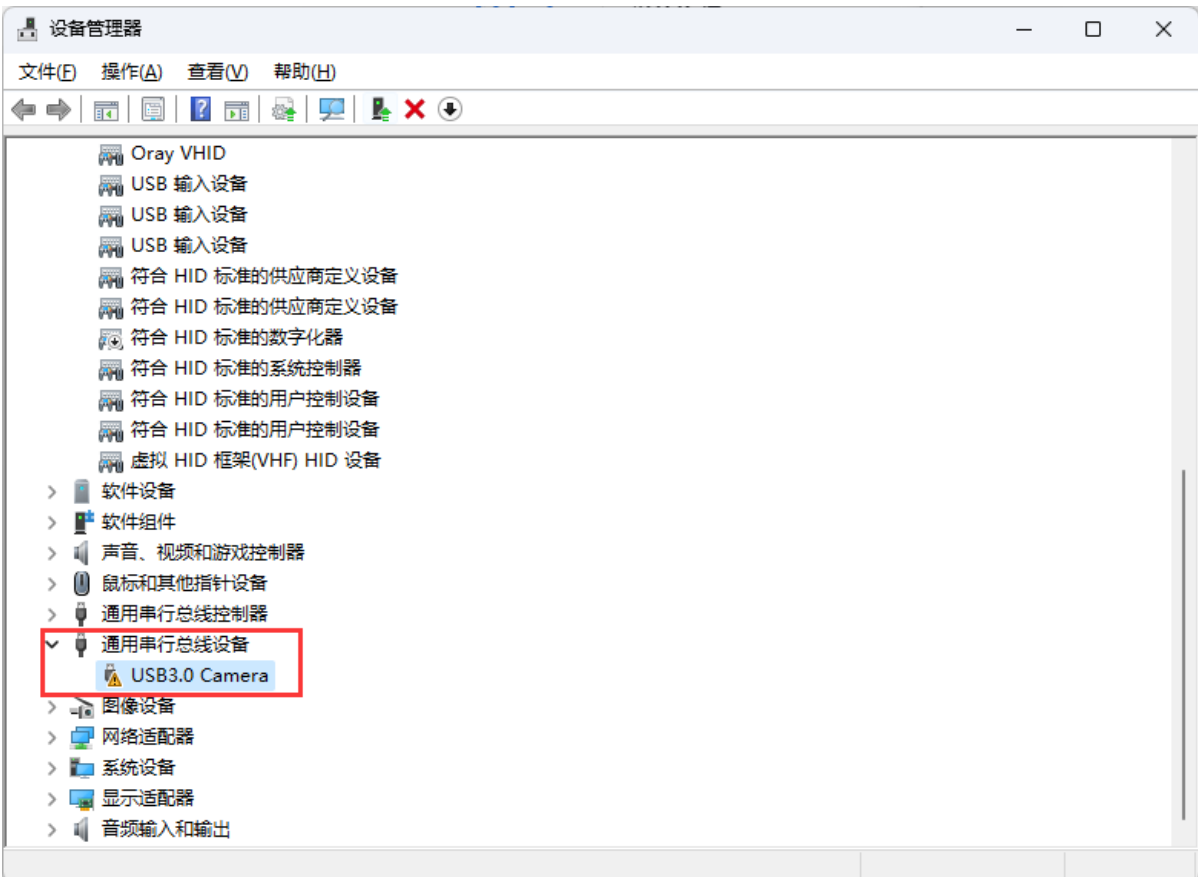 设备管理器
文件(F) 操作(A) 查看(V) 帮助(H)
Oray VHID
USB 输入设备
USB 输入设备
USB 输入设备
符合 HID 标准的供应商定义设备
符合 HID 标准的供应商定义设备
符合 HID 标准的数字化器
符合 HID 标准的系统控制器
符合 HID 标准的用户控制设备
符合 HID 标准的用户控制设备
虚拟 HID 框架(VHF) HID 设备
软件设备
软件组件
声音、视频和游戏控制器
鼠标和其他指针设备
通用串行总线控制器
通用串行总线设备
USB3.0 Camera
图像设备
网络适配器
系统设备
显示适配器
音频输入和输出